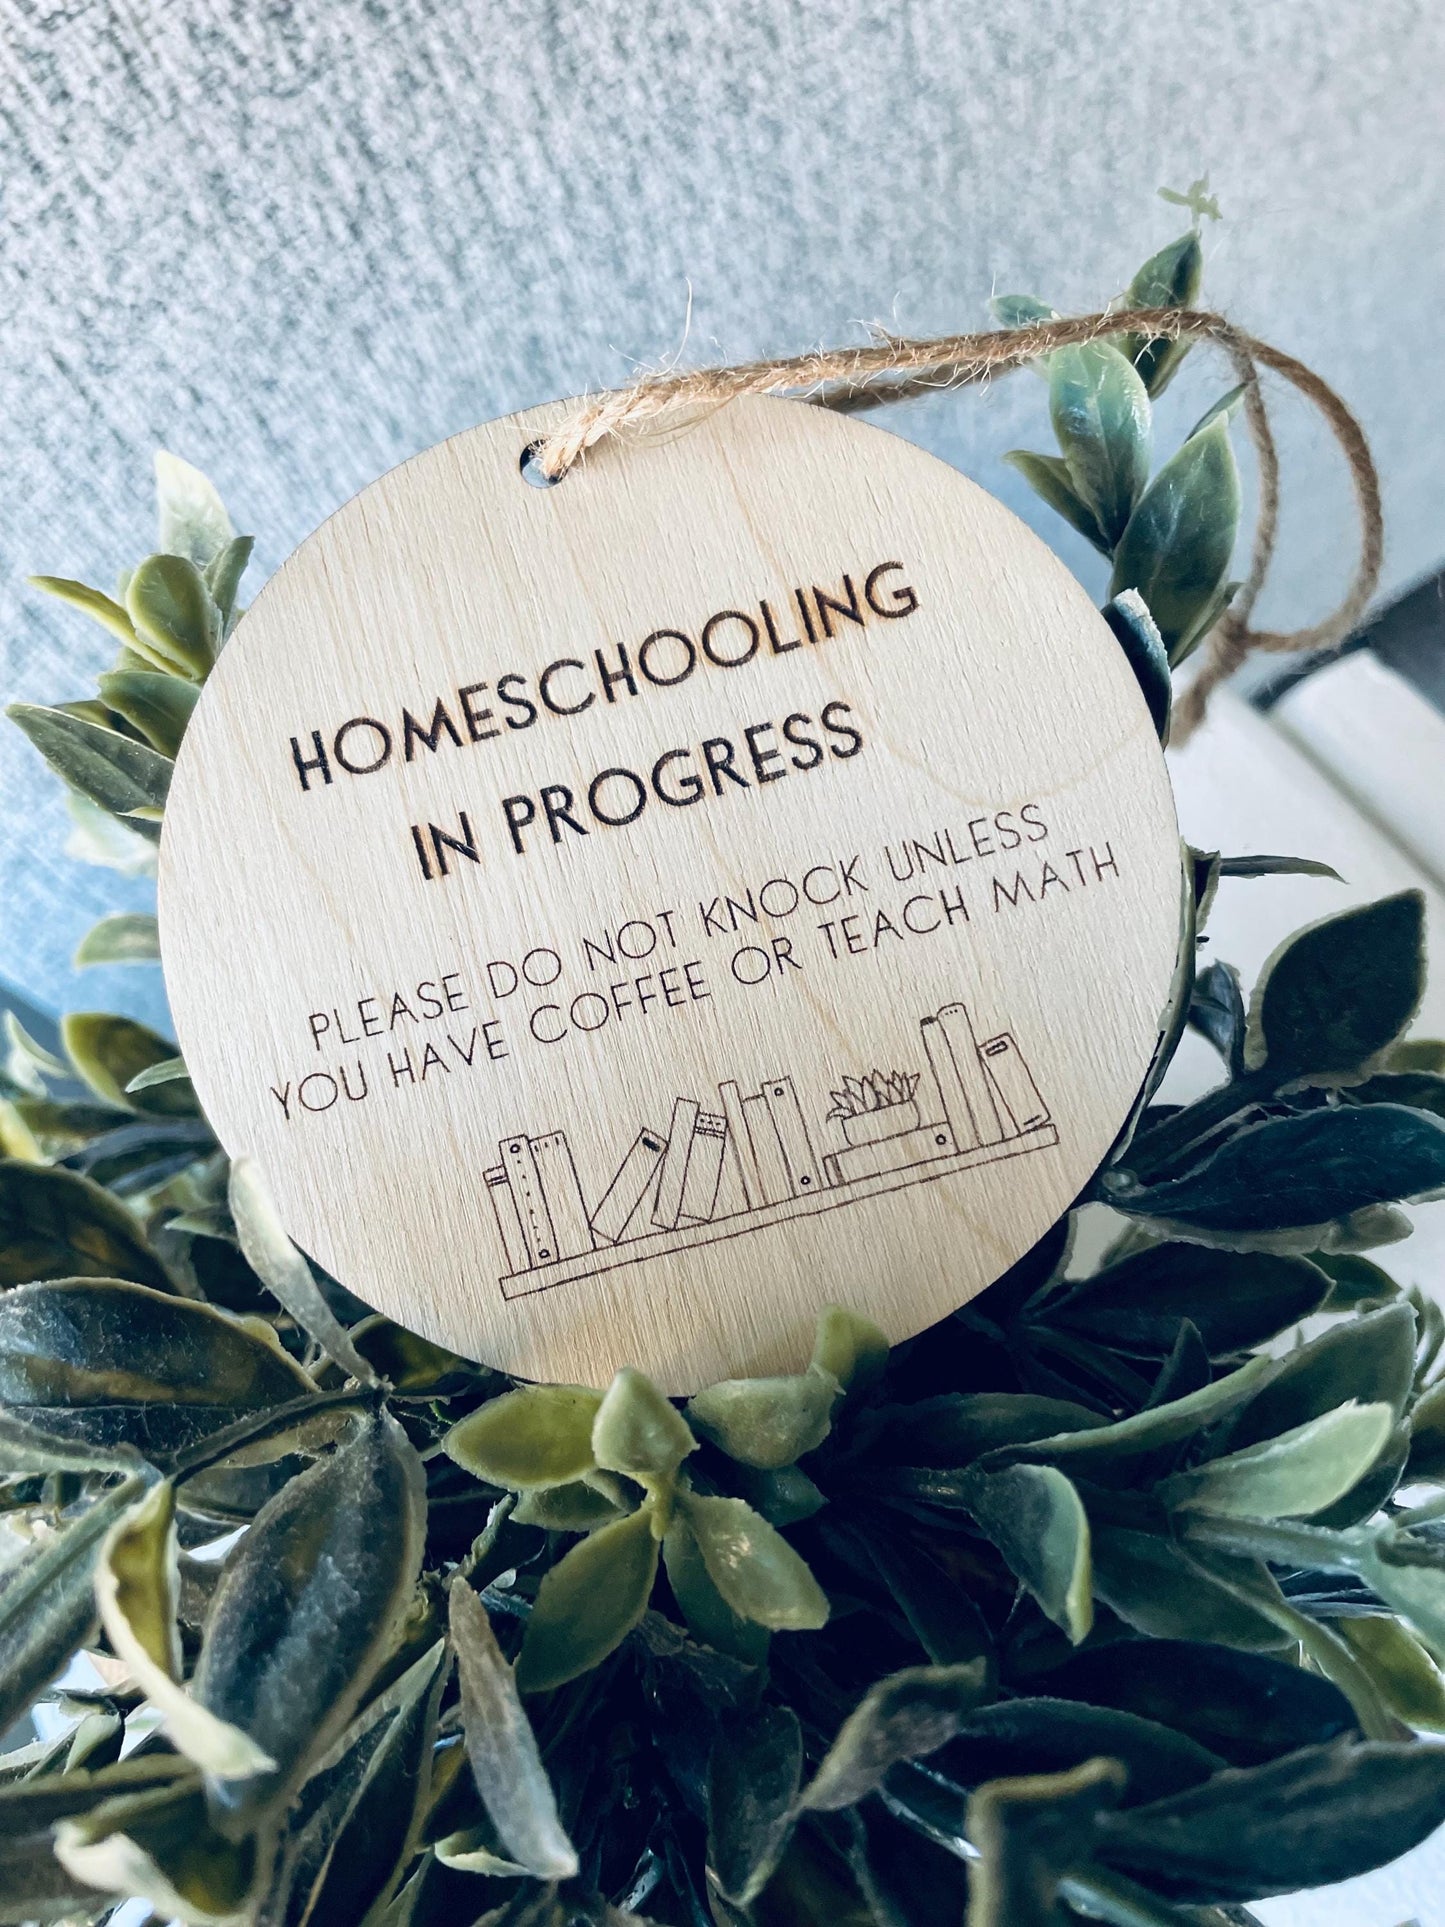 HOMESCHOOLING
IN PROGRESS
PLEASE DO NOT KNOCK UNLESS
YOU HAVE COFFEE OR TEACH MATH